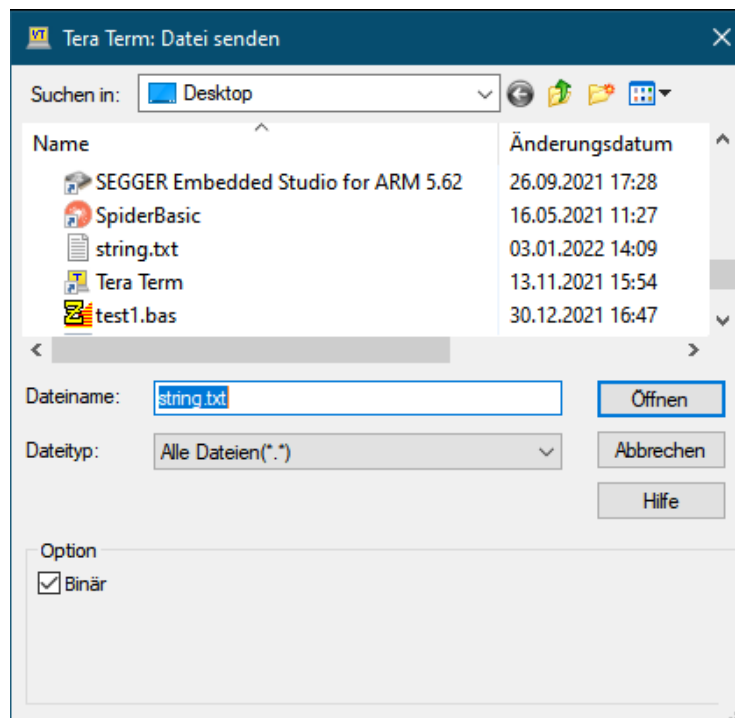 Tera Term: Datei senden
Suchen in: Desktop
Name Änderungsdatum
SEGGER Embedded Studio for ARM 5.62 26.09.2021 17:28
SpiderBasic 16.05.2021 11:27
string.txt 03.01.2022 14:09
Tera Term 13.11.2021 15:54
test1.bas 30.12.2021 16:47
Dateiname: string.txt Öffnen
Dateityp: Alle Dateien(*.*) Abbrechen
Hilfe
Option
Binär